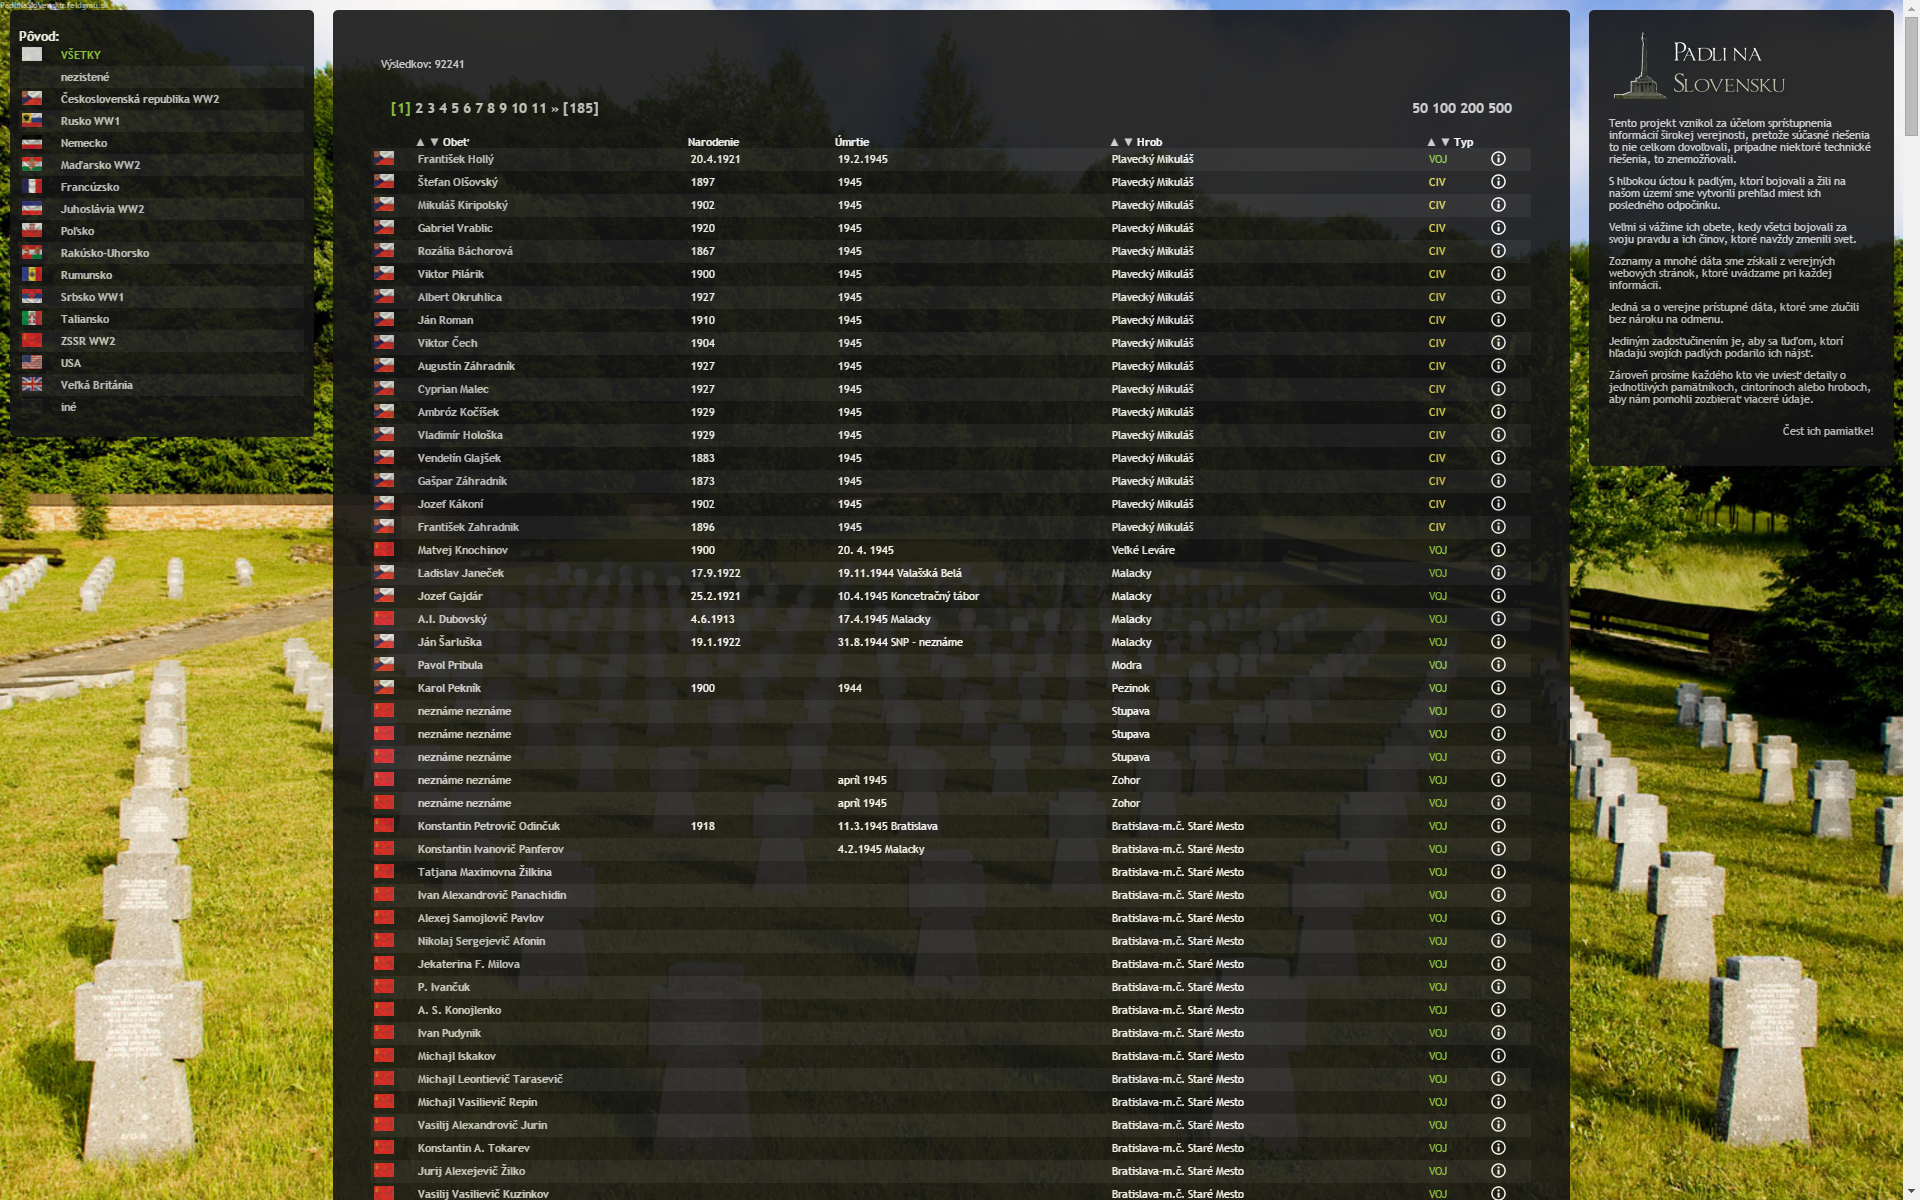 PadliNaSlovensku.feldgrau.sk
Pôvod:
VŠETKY
nezistené
Československá republika WW2
Rusko WW1
Nemecko
Maďarsko WW2
Francúzsko
Juhoslávia WW2
Poľsko
Rakúsko-Uhorsko
Rumunsko
Srbsko WW1
Taliansko
ZSSR WW2
USA
Veľká Británia
iné
Výsledkov: 92241
[1] 2 3 4 5 6 7 8 9 10 11 » [185] 50 100 200 500
▲ ▼ Obeť Narodenie Úmrtie ▲ ▼ Hrob ▲ ▼ Typ
František Hollý 20.4.1921 19.2.1945 Plavecký Mikuláš VOJ
Štefan Olšovský 1897 1945 Plavecký Mikuláš CIV
Mikuláš Kiripolský 1902 1945 Plavecký Mikuláš CIV
Gabriel Vrablic 1920 1945 Plavecký Mikuláš CIV
Rozália Báchorová 1867 1945 Plavecký Mikuláš CIV
Viktor Pilárik 1900 1945 Plavecký Mikuláš CIV
Albert Okruhlica 1927 1945 Plavecký Mikuláš CIV
Ján Roman 1910 1945 Plavecký Mikuláš CIV
Viktor Čech 1904 1945 Plavecký Mikuláš CIV
Augustín Záhradník 1927 1945 Plavecký Mikuláš CIV
Cyprian Malec 1927 1945 Plavecký Mikuláš CIV
Ambróz Kočíšek 1929 1945 Plavecký Mikuláš CIV
Vladimír Hološka 1929 1945 Plavecký Mikuláš CIV
Vendelín Glajšek 1883 1945 Plavecký Mikuláš CIV
Gašpar Záhradník 1873 1945 Plavecký Mikuláš CIV
Jozef Kákoní 1902 1945 Plavecký Mikuláš CIV
František Zahradnik 1896 1945 Plavecký Mikuláš CIV
Matvej Knochinov 1900 20. 4. 1945 Veľké Leváre VOJ
Ladislav Janeček 17.9.1922 19.11.1944 Valašská Belá Malacky VOJ
Jozef Gajdár 25.2.1921 10.4.1945 Koncetračný tábor Malacky VOJ
A.I. Dubovský 4.6.1913 17.4.1945 Malacky Malacky VOJ
Ján Šarluška 19.1.1922 31.8.1944 SNP - neznáme Malacky VOJ
Pavol Pribula Modra VOJ
Karol Pekník 1900 1944 Pezinok VOJ
neznáme neznáme Stupava VOJ
neznáme neznáme Stupava VOJ
neznáme neznáme Stupava VOJ
neznáme neznáme apríl 1945 Zohor VOJ
neznáme neznáme apríl 1945 Zohor VOJ
Konstantin Petrovič Odinčuk 1918 11.3.1945 Bratislava Bratislava-m.č. Staré Mesto VOJ
Konstantin Ivanovič Panferov 4.2.1945 Malacky Bratislava-m.č. Staré Mesto VOJ
Tatjana Maximovna Žilkina Bratislava-m.č. Staré Mesto VOJ
Ivan Alexandrovič Panachidin Bratislava-m.č. Staré Mesto VOJ
Alexej Samojlovič Pavlov Bratislava-m.č. Staré Mesto VOJ
Nikolaj Sergejevič Afonin Bratislava-m.č. Staré Mesto VOJ
Jekaterina F. Milova Bratislava-m.č. Staré Mesto VOJ
P. Ivančuk Bratislava-m.č. Staré Mesto VOJ
A. S. Konojlenko Bratislava-m.č. Staré Mesto VOJ
Ivan Pudynik Bratislava-m.č. Staré Mesto VOJ
Michajl Iskakov Bratislava-m.č. Staré Mesto VOJ
Michajl Leontievič Tarasevič Bratislava-m.č. Staré Mesto VOJ
Michajl Vasilievič Repin Bratislava-m.č. Staré Mesto VOJ
Vasilij Alexandrovič Jurin Bratislava-m.č. Staré Mesto VOJ
Konstantin A. Tokarev Bratislava-m.č. Staré Mesto VOJ
Jurij Alexejevič Žilko Bratislava-m.č. Staré Mesto VOJ
Vasilij Vasilievič Kuzinkov Bratislava-m.č. Staré Mesto VOJ
PADLI NA
SLOVENSKU
Tento projekt vznikol za účelom sprístupnenia
informácií širokej verejnosti, pretože súčasné riešenia
to nie celkom dovoľovali, prípadne niektoré technické
riešenia, to znemožňovali.
S hlbokou úctou k padlým, ktorí bojovali a žili na
našom území sme vytvorili prehľad miest ich
posledného odpočinku.
Veľmi si vážime ich obete, kedy všetci bojovali za
svoju pravdu a ich činov, ktoré navždy zmenili svet.
Zoznamy a mnohé dáta sme získali z verejných
webových stránok, ktoré uvádzame pri každej
informácii.
Jedná sa o verejne prístupné dáta, ktoré sme zlučili
bez nároku na odmenu.
Jediným zadosťučinením je, aby sa ľuďom, ktorí
hľadajú svojich padlých podarilo ich nájsť.
Zároveň prosíme každého kto vie uviesť detaily o
jednotlivých pamätníkoch, cintorínoch alebo hroboch,
aby nám pomohli zozbierať viaceré údaje.
Česť ich pamiatke!